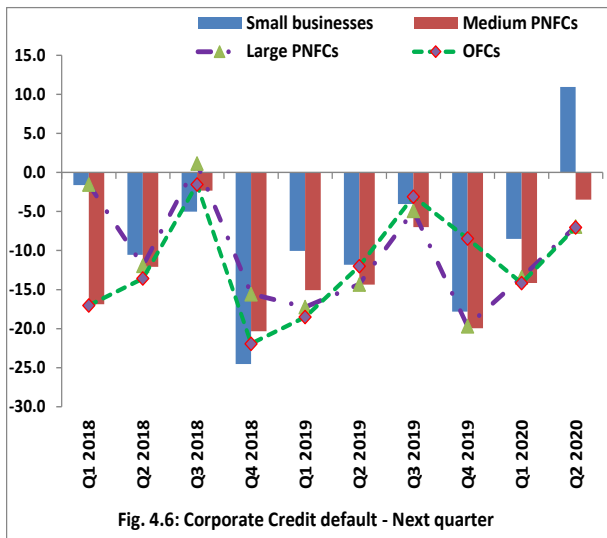 Small businesses
Medium PNFCs
Large PNFCs
OFCs
15.0
10.0
5.0
0.0
-5.0
-10.0
-15.0
-20.0
-25.0
-30.0
Q1 2018
Q2 2018
Q3 2018
Q4 2018
Q1 2019
Q2 2019
Q3 2019
Q4 2019
Q1 2020
Q2 2020
Fig. 4.6: Corporate Credit default - Next quarter